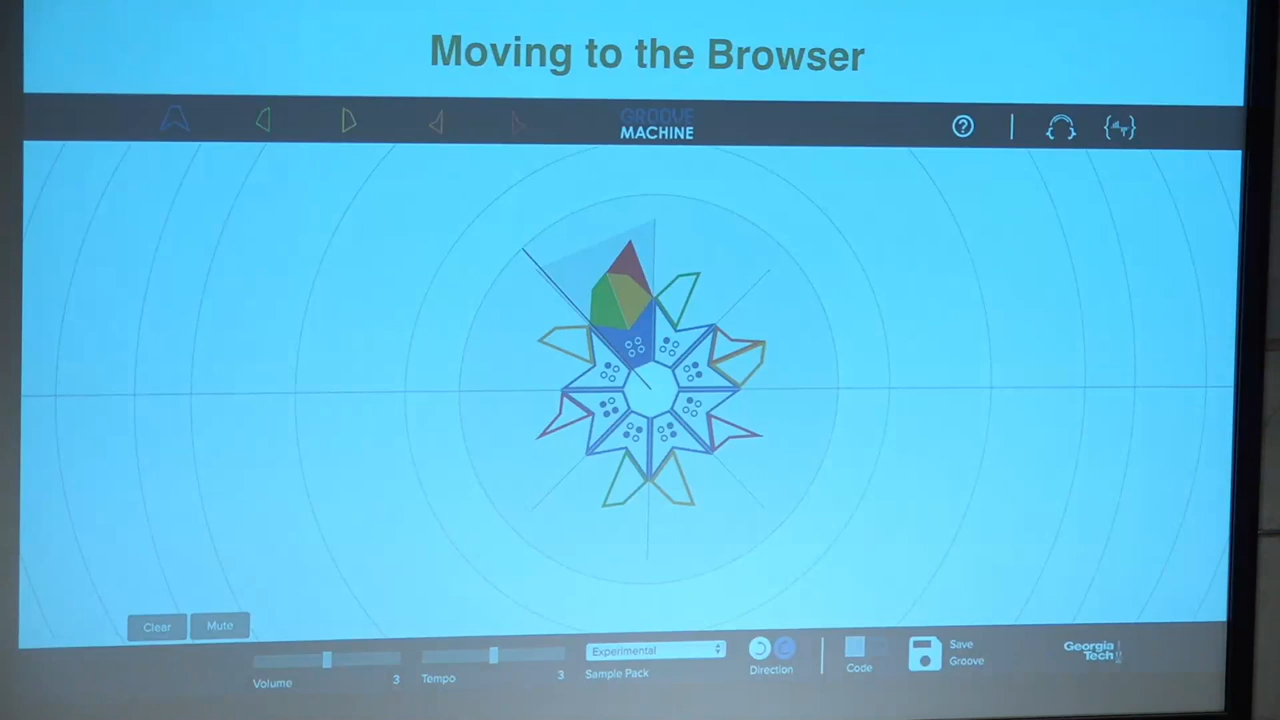 Moving to the Browser
GROOVE
MACHINE
Clear
Mute
Volume
3
Tempo
3
Experimental
Sample Pack
Direction
Code
Save
Groove
Georgia
Tech